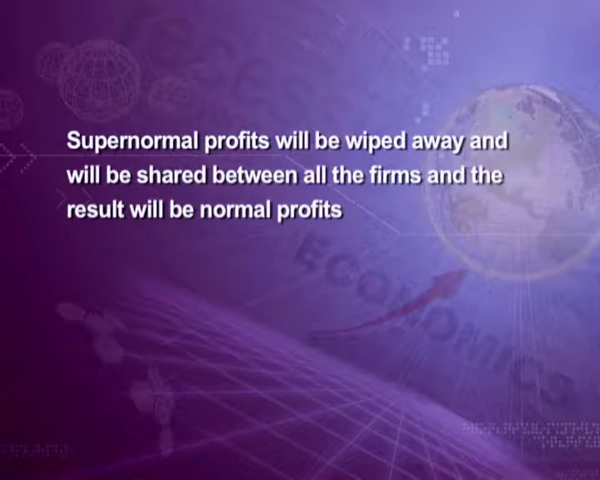 Supernormal profits will be wiped away and
will be shared between all the firms and the
result will be normal profits
ECONOMICS